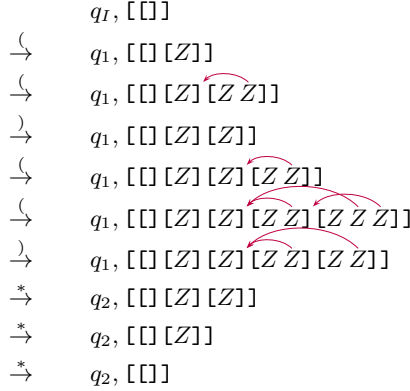 q_I, [[]]
( → q_1, [[][Z]]
( → q_1, [[][Z][Z Z]]
) → q_1, [[][Z][Z]]
( → q_1, [[][Z][Z][Z Z]]
( → q_1, [[][Z][Z][Z Z][Z Z Z]]
) → q_1, [[][Z][Z][Z Z][Z Z]]
* → q_2, [[][Z][Z]]
* → q_2, [[][Z]]
* → q_2, [[]]